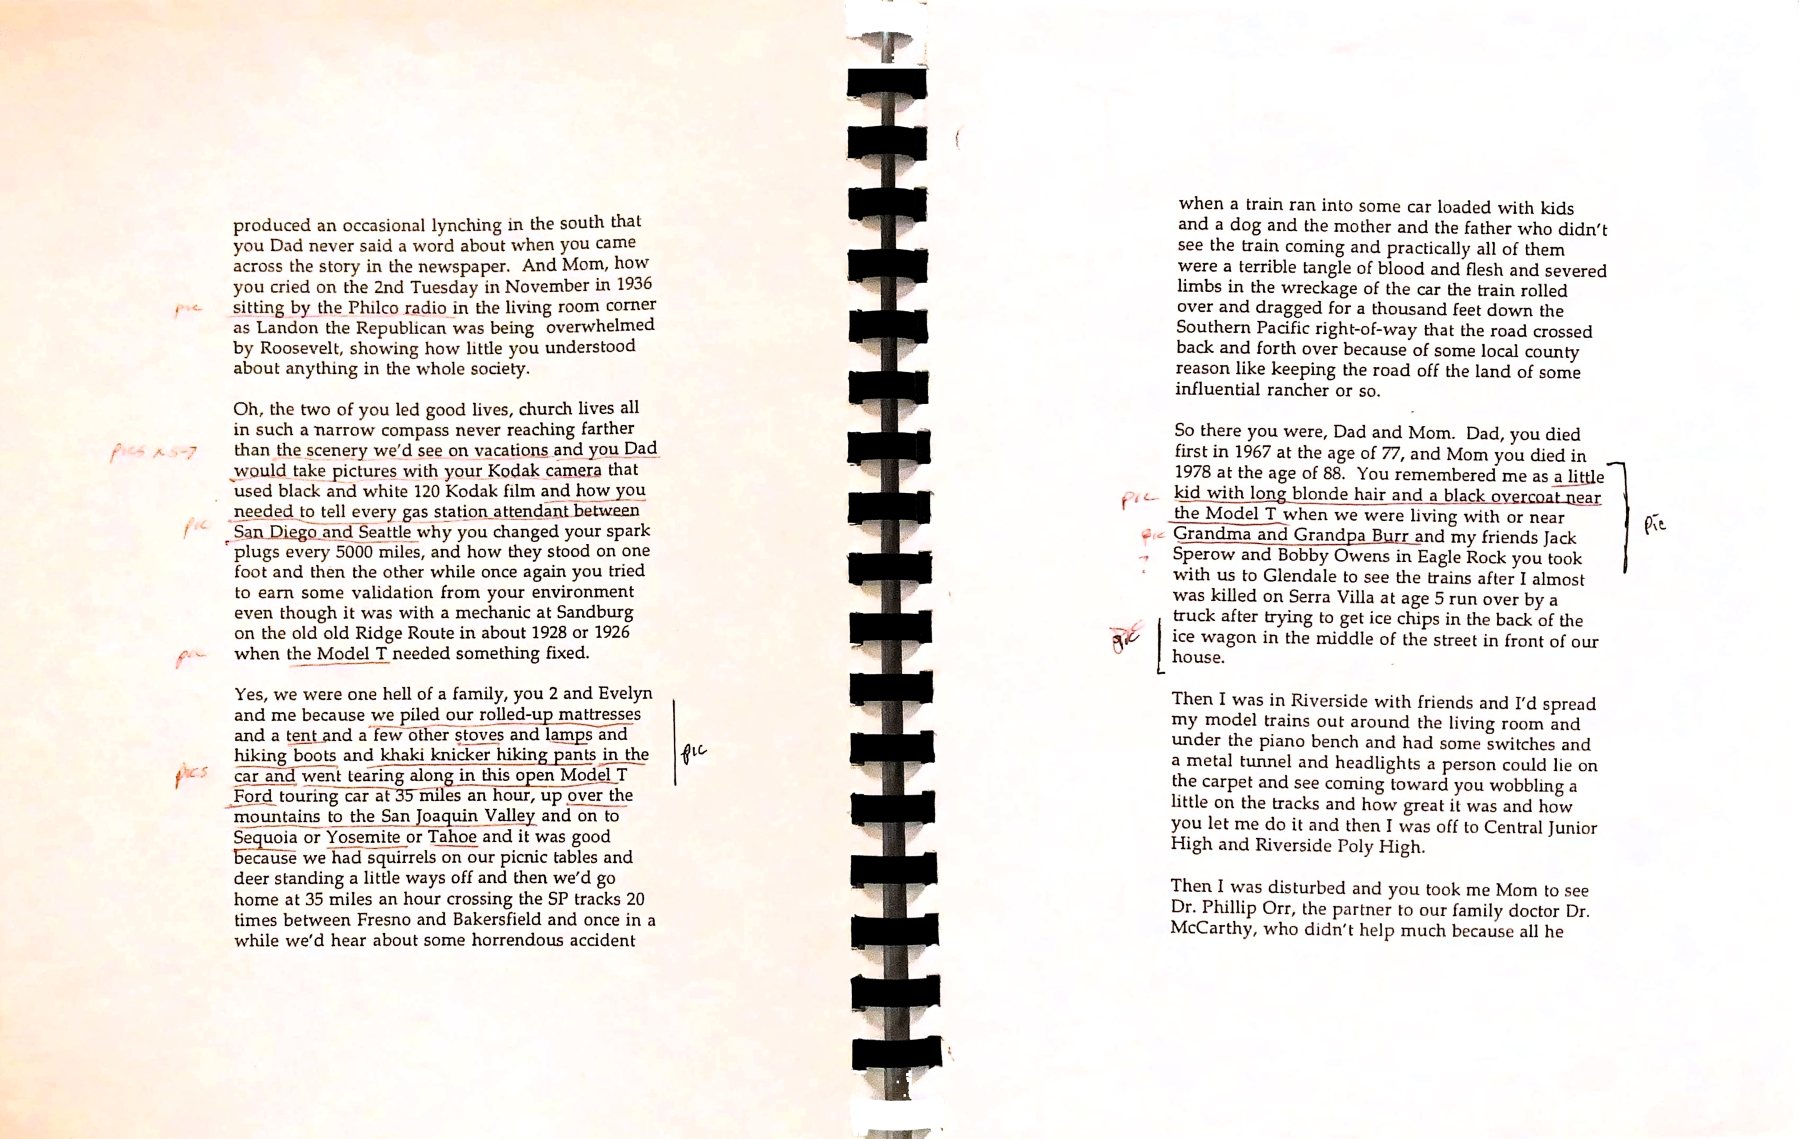 produced an occasional lynching in the south that
you Dad never said a word about when you came
across the story in the newspaper.  And Mom, how
you cried on the 2nd Tuesday in November in 1936
pic
sitting by the Philco radio in the living room corner
as Landon the Republican was being  overwhelmed
by Roosevelt, showing how little you understood
about anything in the whole society.
Oh, the two of you led good lives, church lives all
in such a narrow compass never reaching farther
pics
than the scenery we'd see on vacations and you Dad
would take pictures with your Kodak camera that
used black and white 120 Kodak film and how you
needed to tell every gas station attendant between
pic
San Diego and Seattle why you changed your spark
plugs every 5000 miles, and how they stood on one
foot and then the other while once again you tried
to earn some validation from your environment
even though it was with a mechanic at Sandburg
on the old old Ridge Route in about 1928 or 1926
pic
when the Model T needed something fixed.
Yes, we were one hell of a family, you 2 and Evelyn
and me because we piled our rolled-up mattresses
and a tent and a few other stoves and lamps and
hiking boots and khaki knicker hiking pants in the
pic
pics
car and went tearing along in this open Model T
Ford touring car at 35 miles an hour, up over the
mountains to the San Joaquin Valley and on to
Sequoia or Yosemite or Tahoe and it was good
because we had squirrels on our picnic tables and
deer standing a little ways off and then we'd go
home at 35 miles an hour crossing the SP tracks 20
times between Fresno and Bakersfield and once in a
while we'd hear about some horrendous accident
when a train ran into some car loaded with kids
and a dog and the mother and the father who didn't
see the train coming and practically all of them
were a terrible tangle of blood and flesh and severed
limbs in the wreckage of the car the train rolled
over and dragged for a thousand feet down the
Southern Pacific right-of-way that the road crossed
back and forth over because of some local county
reason like keeping the road off the land of some
influential rancher or so.
So there you were, Dad and Mom.  Dad, you died
first in 1967 at the age of 77, and Mom you died in
1978 at the age of 88.  You remembered me as a little
pic
kid with long blonde hair and a black overcoat near
the Model T when we were living with or near
pic
pic
Grandma and Grandpa Burr and my friends Jack
Sperow and Bobby Owens in Eagle Rock you took
with us to Glendale to see the trains after I almost
was killed on Serra Villa at age 5 run over by a
truck after trying to get ice chips in the back of the
pic
ice wagon in the middle of the street in front of our
house.
Then I was in Riverside with friends and I'd spread
my model trains out around the living room and
under the piano bench and had some switches and
a metal tunnel and headlights a person could lie on
the carpet and see coming toward you wobbling a
little on the tracks and how great it was and how
you let me do it and then I was off to Central Junior
High and Riverside Poly High.
Then I was disturbed and you took me Mom to see
Dr. Phillip Orr, the partner to our family doctor Dr.
McCarthy, who didn't help much because all he